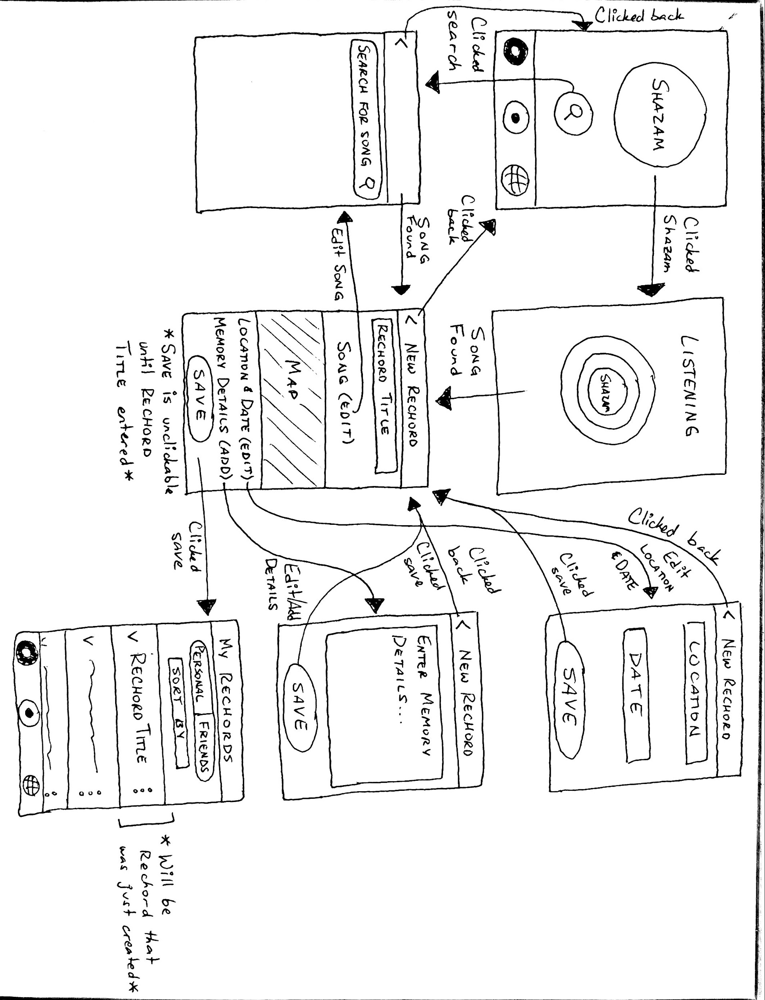 Clicked back
SHAZAM
Clicked
Shazam
LISTENING
SHAZAM
Clicked back
Edit
LOCATION
& DATE
Clicked
save
< NEW RECHORD
LOCATION
DATE
SAVE
Clicked
search
<
SEARCH FOR SONG
Clicked
back
SONG
Found
Edit SONG
SONG
Found
< NEW RECHORD
RECHORD TITLE
SONG (EDIT)
MAP
LOCATION & DATE (EDIT)
MEMORY DETAILS (ADD)
SAVE
* SAVE is unclickable
until RECHORD
TITLE entered *
Clicked
back
Clicked
save
Edit/Add
DETAILS
< NEW RECHORD
ENTER MEMORY
DETAILS...
SAVE
Clicked
save
MY RECHORDS
PERSONAL | FRIENDS
SORT BY
V RECHORD TITLE
V
* Will be
Rechord that
was just created *